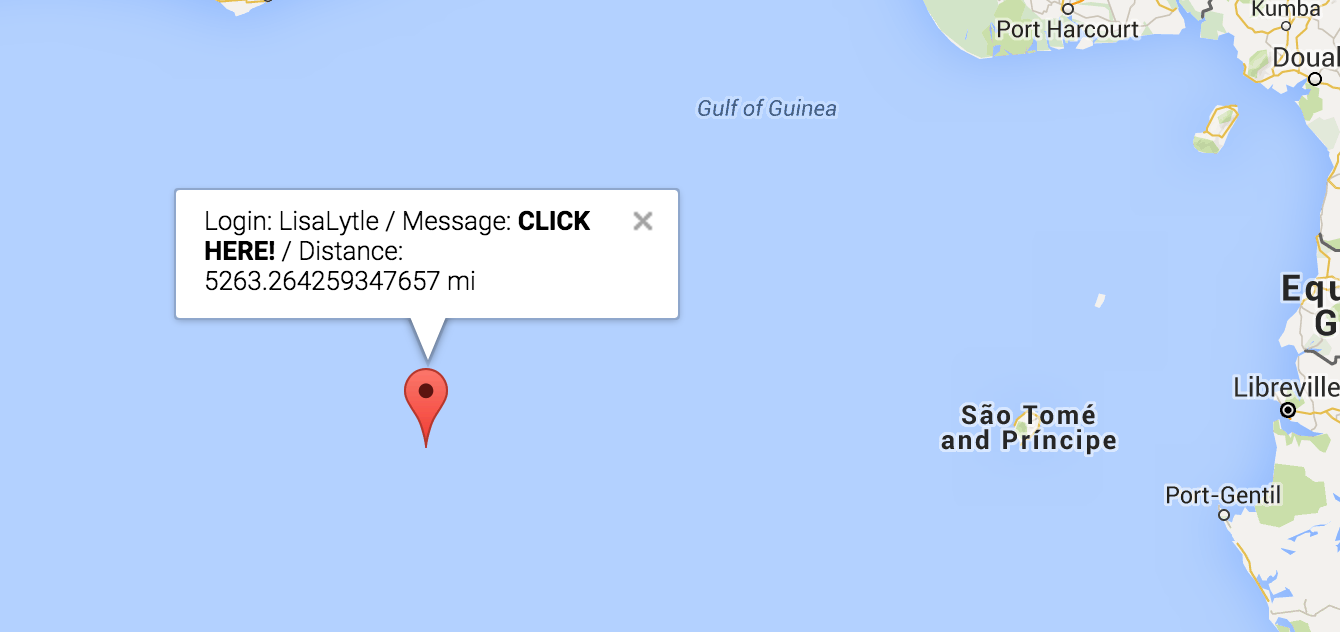 Kumba
Port Harcourt
Doual
Gulf of Guinea
Login: LisaLytle / Message: CLICK
HERE! / Distance:
5263.264259347657 mi
Equ
G
Libreville
São Tomé
and Príncipe
Port-Gentil